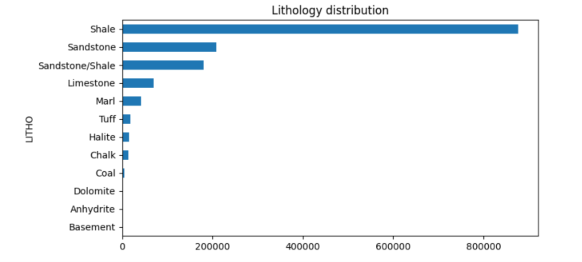 Lithology distribution
LITHO
Shale
Sandstone
Sandstone/Shale
Limestone
Marl
Tuff
Halite
Chalk
Coal
Dolomite
Anhydrite
Basement
0 200000 400000 600000 800000